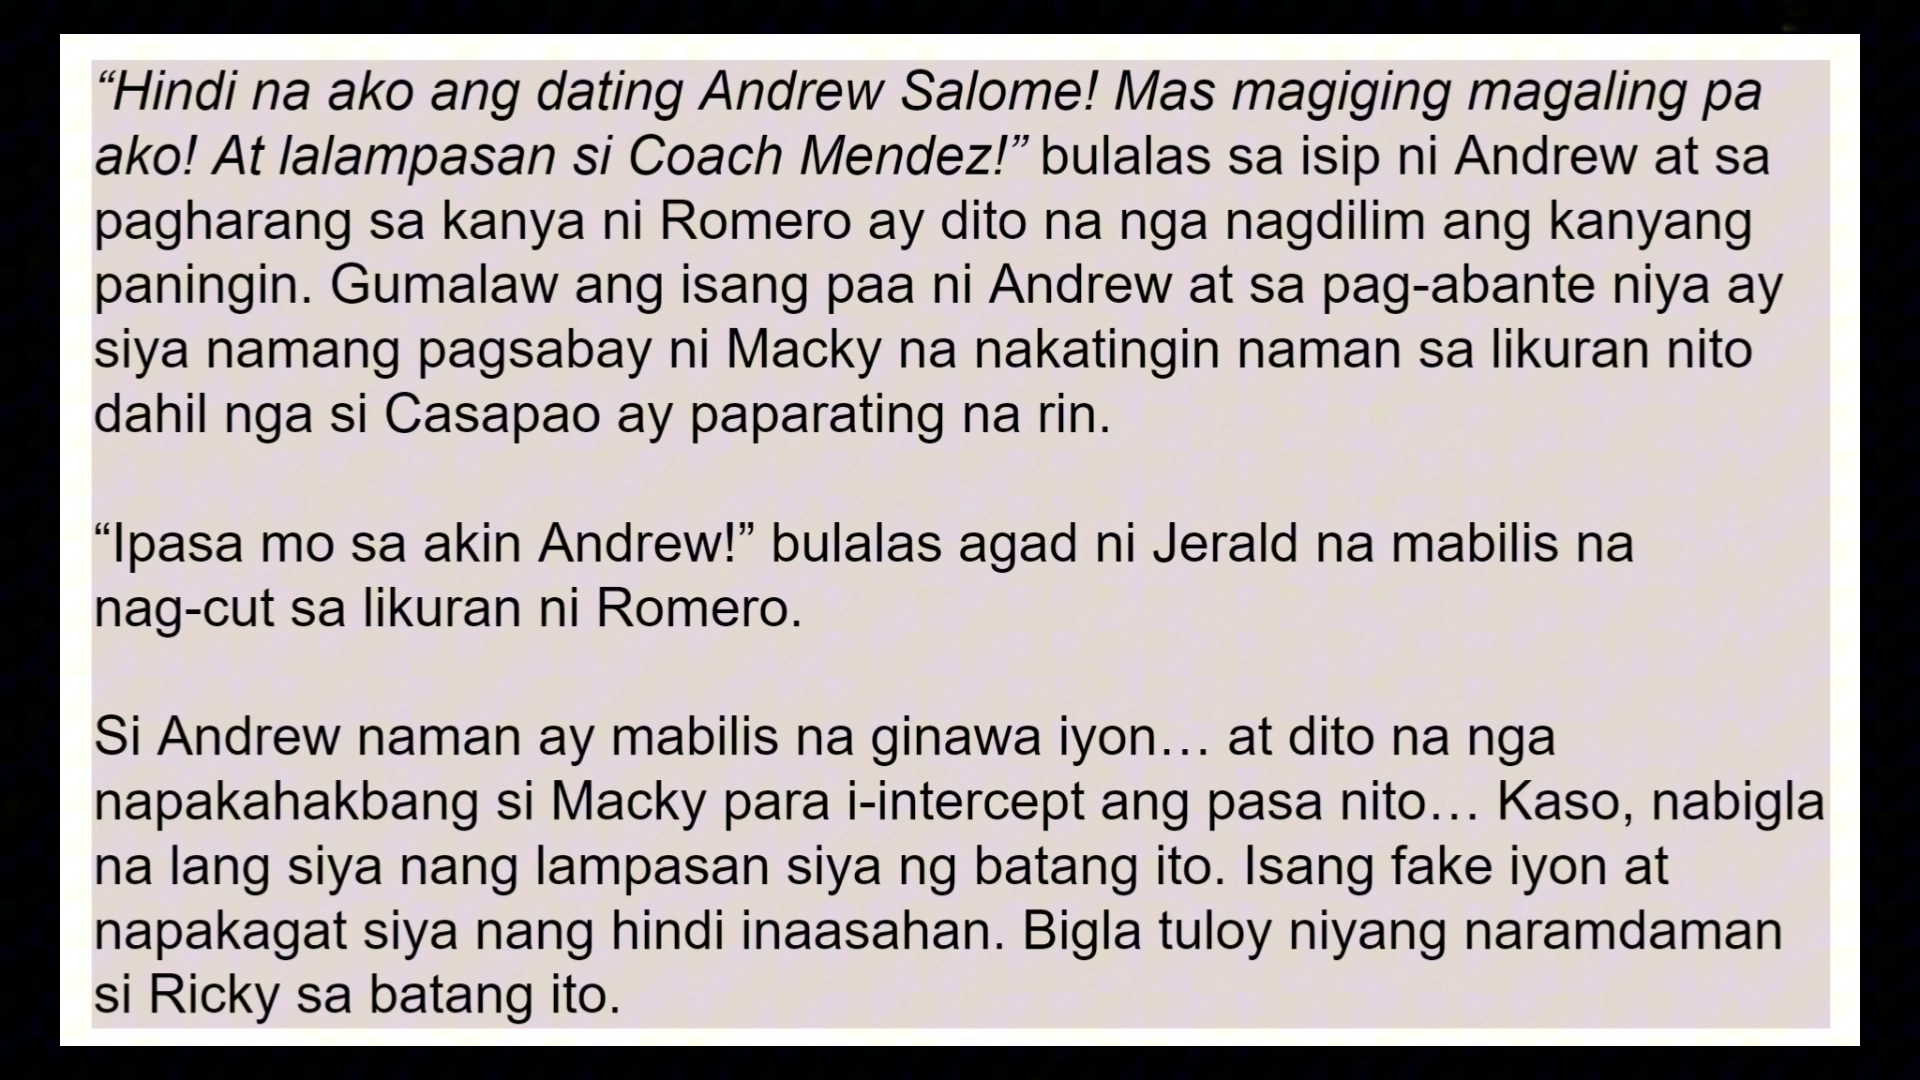 “Hindi na ako ang dating Andrew Salome! Mas magiging magaling pa
ako! At lalampasan si Coach Mendez!” bulalas sa isip ni Andrew at sa
pagharang sa kanya ni Romero ay dito na nga nagdilim ang kanyang
paningin. Gumalaw ang isang paa ni Andrew at sa pag-abante niya ay
siya namang pagsabay ni Macky na nakatingin naman sa likuran nito
dahil nga si Casapao ay paparating na rin.
“Ipasa mo sa akin Andrew!” bulalas agad ni Jerald na mabilis na
nag-cut sa likuran ni Romero.
Si Andrew naman ay mabilis na ginawa iyon… at dito na nga
napakahakbang si Macky para i-intercept ang pasa nito… Kaso, nabigla
na lang siya nang lampasan siya ng batang ito. Isang fake iyon at
napakagat siya nang hindi inaasahan. Bigla tuloy niyang naramdaman
si Ricky sa batang ito.